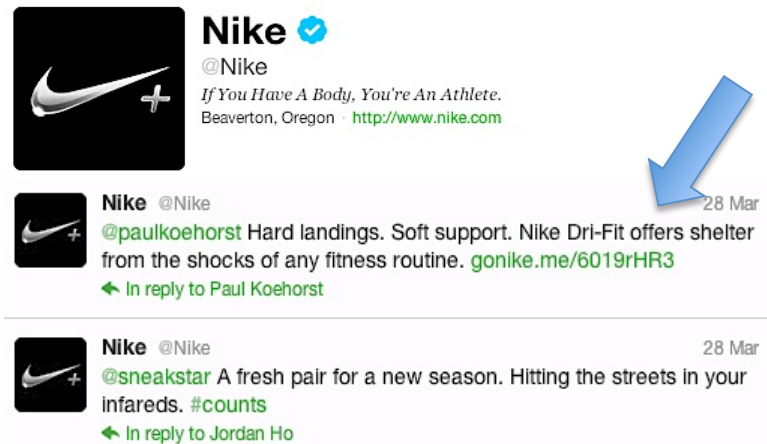 Nike
@Nike
If You Have A Body, You're An Athlete.
Beaverton, Oregon · http://www.nike.com
Nike @Nike 28 Mar
@paulkoehorst Hard landings. Soft support. Nike Dri-Fit offers shelter
from the shocks of any fitness routine. gonike.me/6019rHR3
In reply to Paul Koehorst
Nike @Nike 28 Mar
@sneakstar A fresh pair for a new season. Hitting the streets in your
infareds. #counts
In reply to Jordan Ho